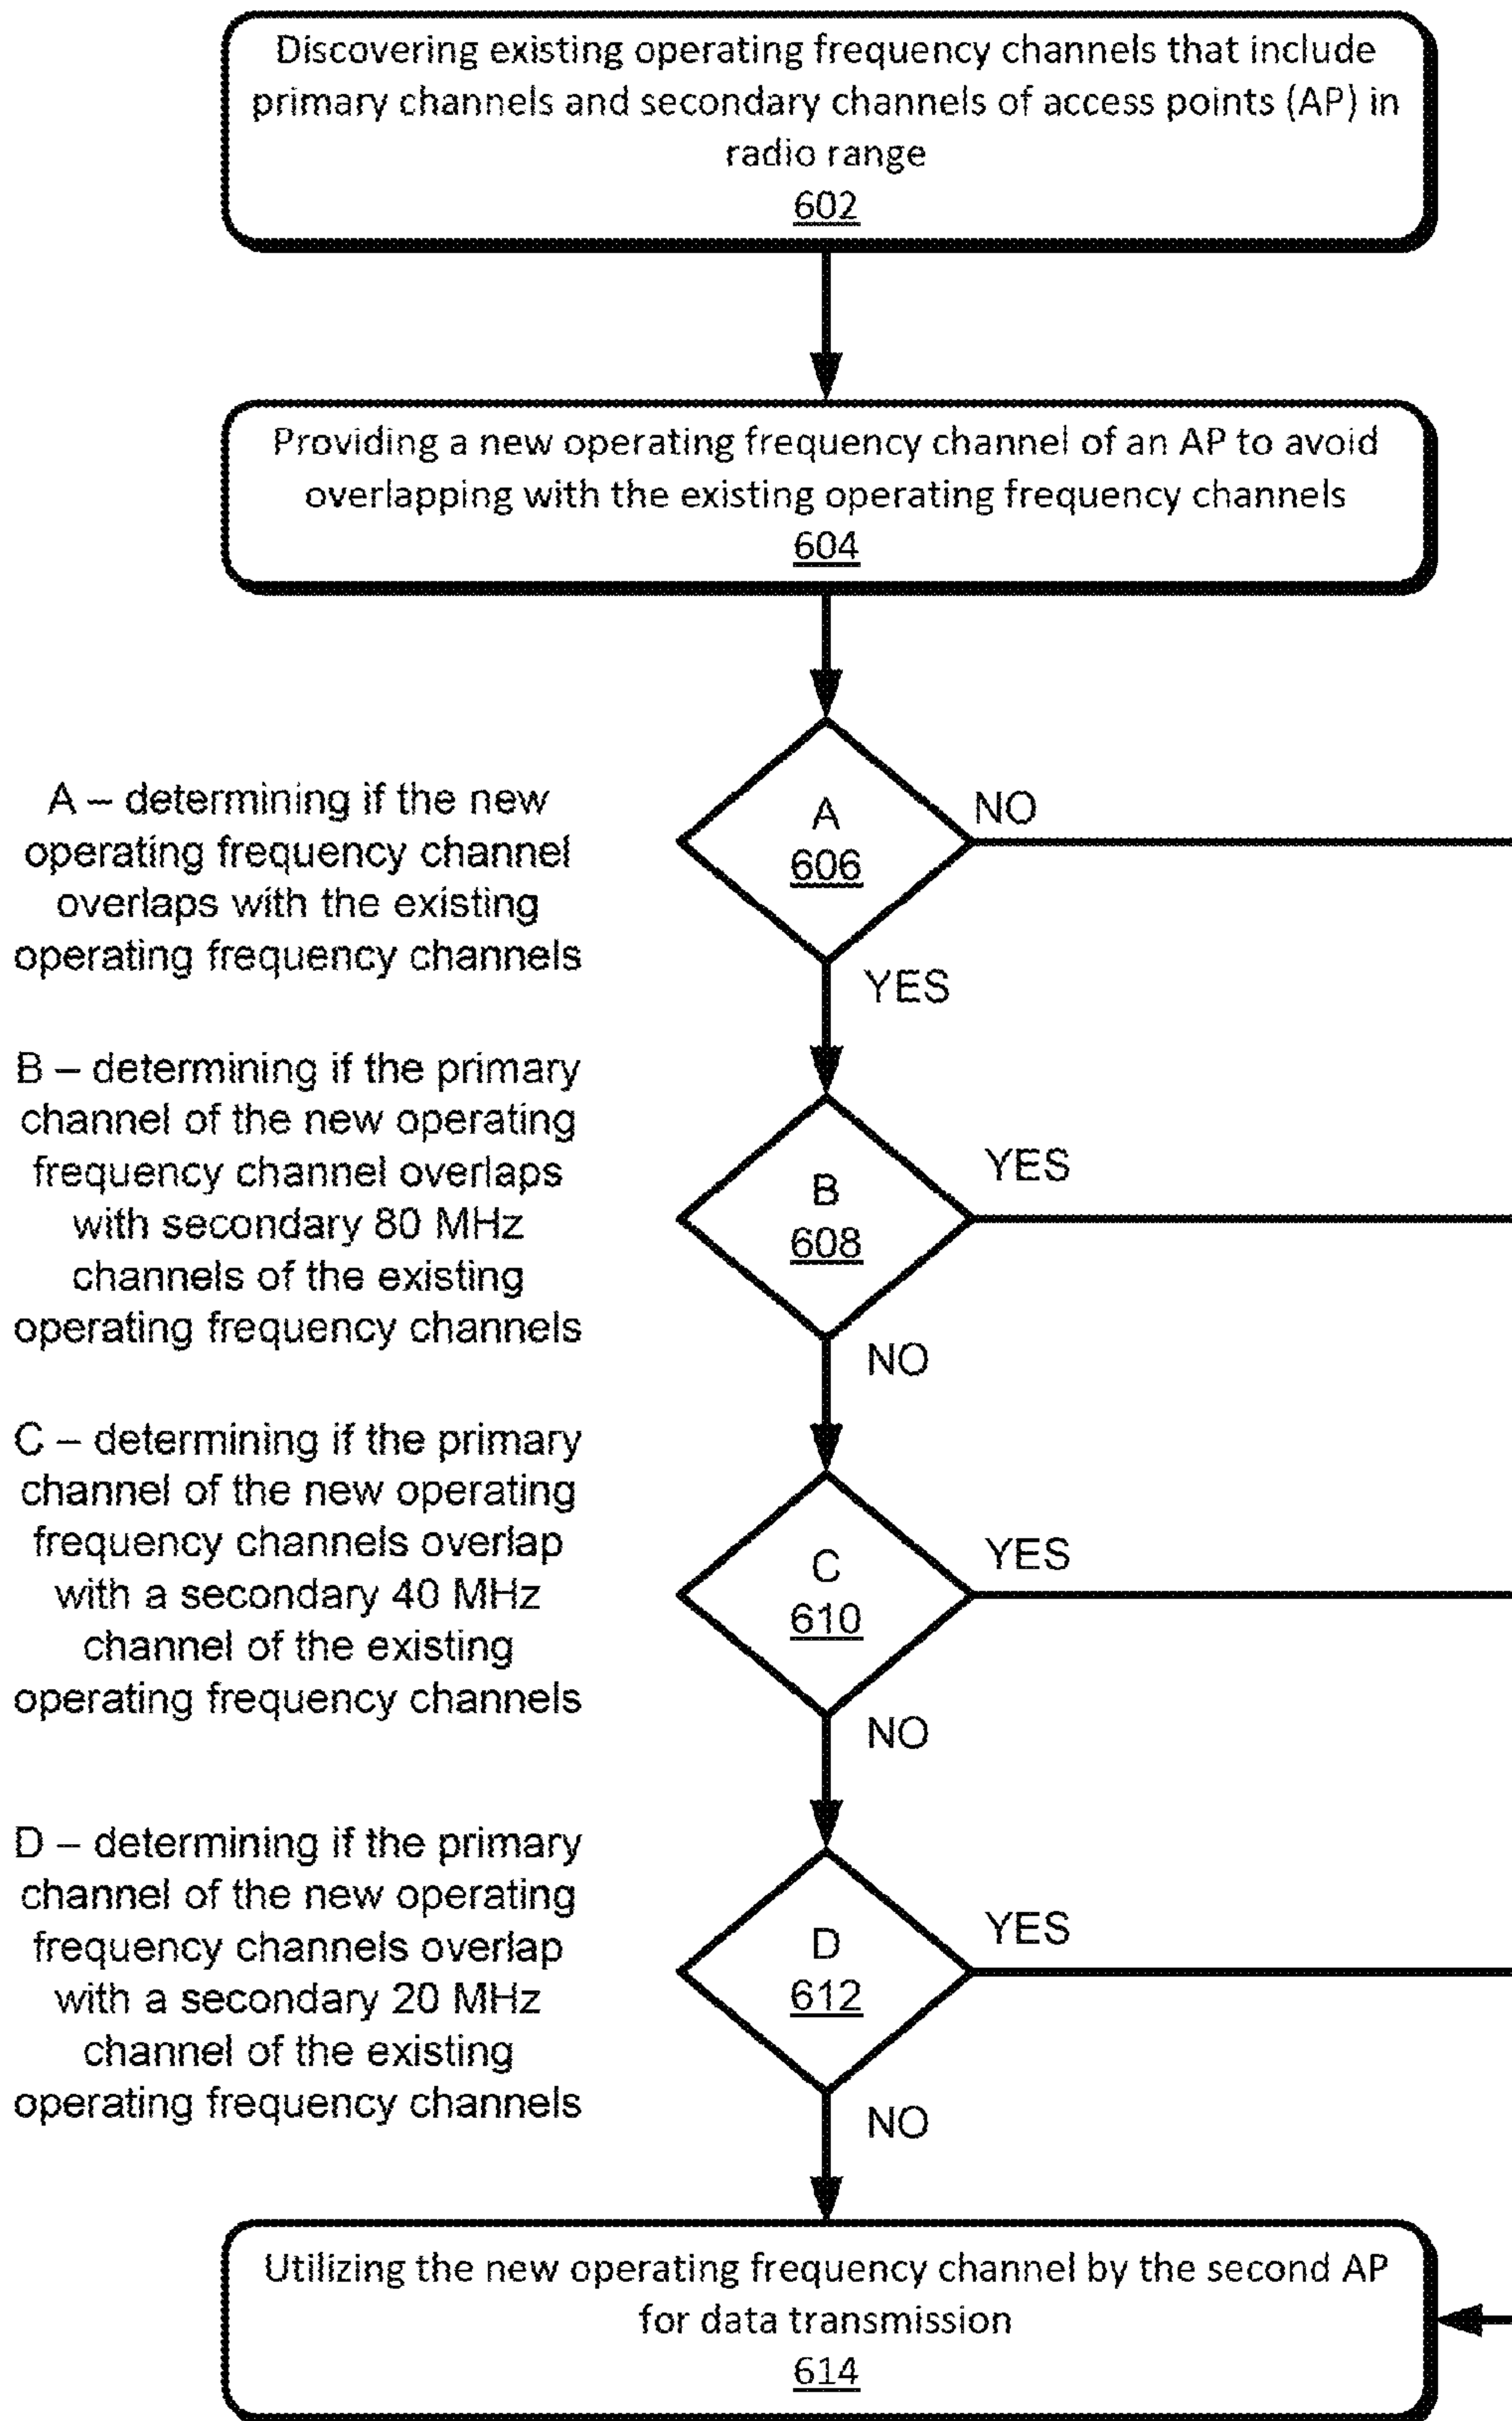 Discovering existing operating frequency channels that include
primary channels and secondary channels of access points (AP) in
radio range
602
Providing a new operating frequency channel of an AP to avoid
overlapping with the existing operating frequency channels
604
A – determining if the new
operating frequency channel
overlaps with the existing
operating frequency channels
A
606
NO
YES
B – determining if the primary
channel of the new operating
frequency channel overlaps
with secondary 80 MHz
channels of the existing
operating frequency channels
B
608
YES
NO
C – determining if the primary
channel of the new operating
frequency channels overlap
with a secondary 40 MHz
channel of the existing
operating frequency channels
C
610
YES
NO
D – determining if the primary
channel of the new operating
frequency channels overlap
with a secondary 20 MHz
channel of the existing
operating frequency channels
D
612
YES
NO
Utilizing the new operating frequency channel by the second AP
for data transmission
614